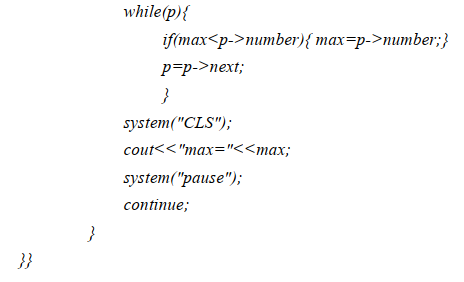 while(p){
if(max<p->number){ max=p->number;}
p=p->next;
}
system("CLS");
cout<<"max="<<max;
system("pause");
continue;
}
}}